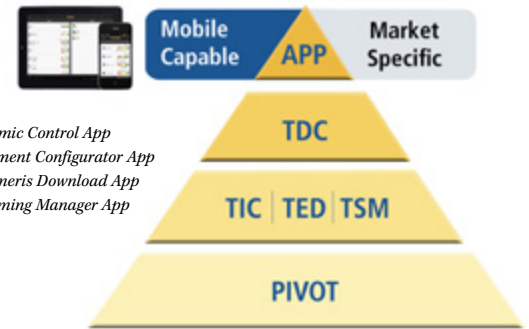 Mobile
Capable
APP
Market
Specific
TDC
mic Control App
ment Configurator App
neris Download App
ming Manager App
TIC | TED | TSM
PIVOT